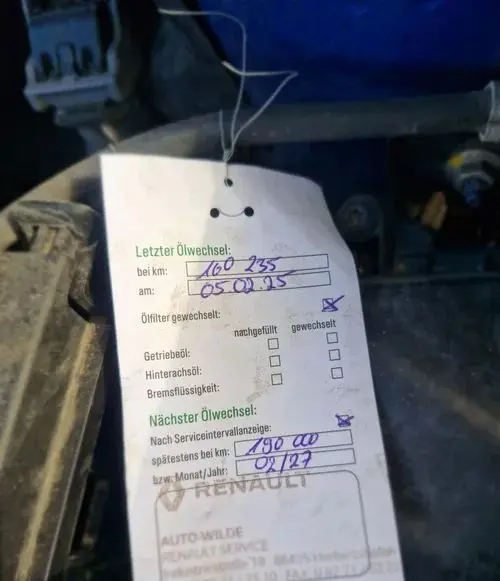 Letzter Ölwechsel:
bei km: 160 235
am: 05.02.25
Ölfilter gewechselt:
nachgefüllt gewechselt
Getriebeöl:
Hinterachsöl:
Bremsflüssigkeit:
Nächster Ölwechsel:
Nach Serviceintervallanzeige:
spätestens bei km: 190 000
bzw. Monat/Jahr: 02/27
RENAULT
AUTO-WILDE
RENAULT SERVICE